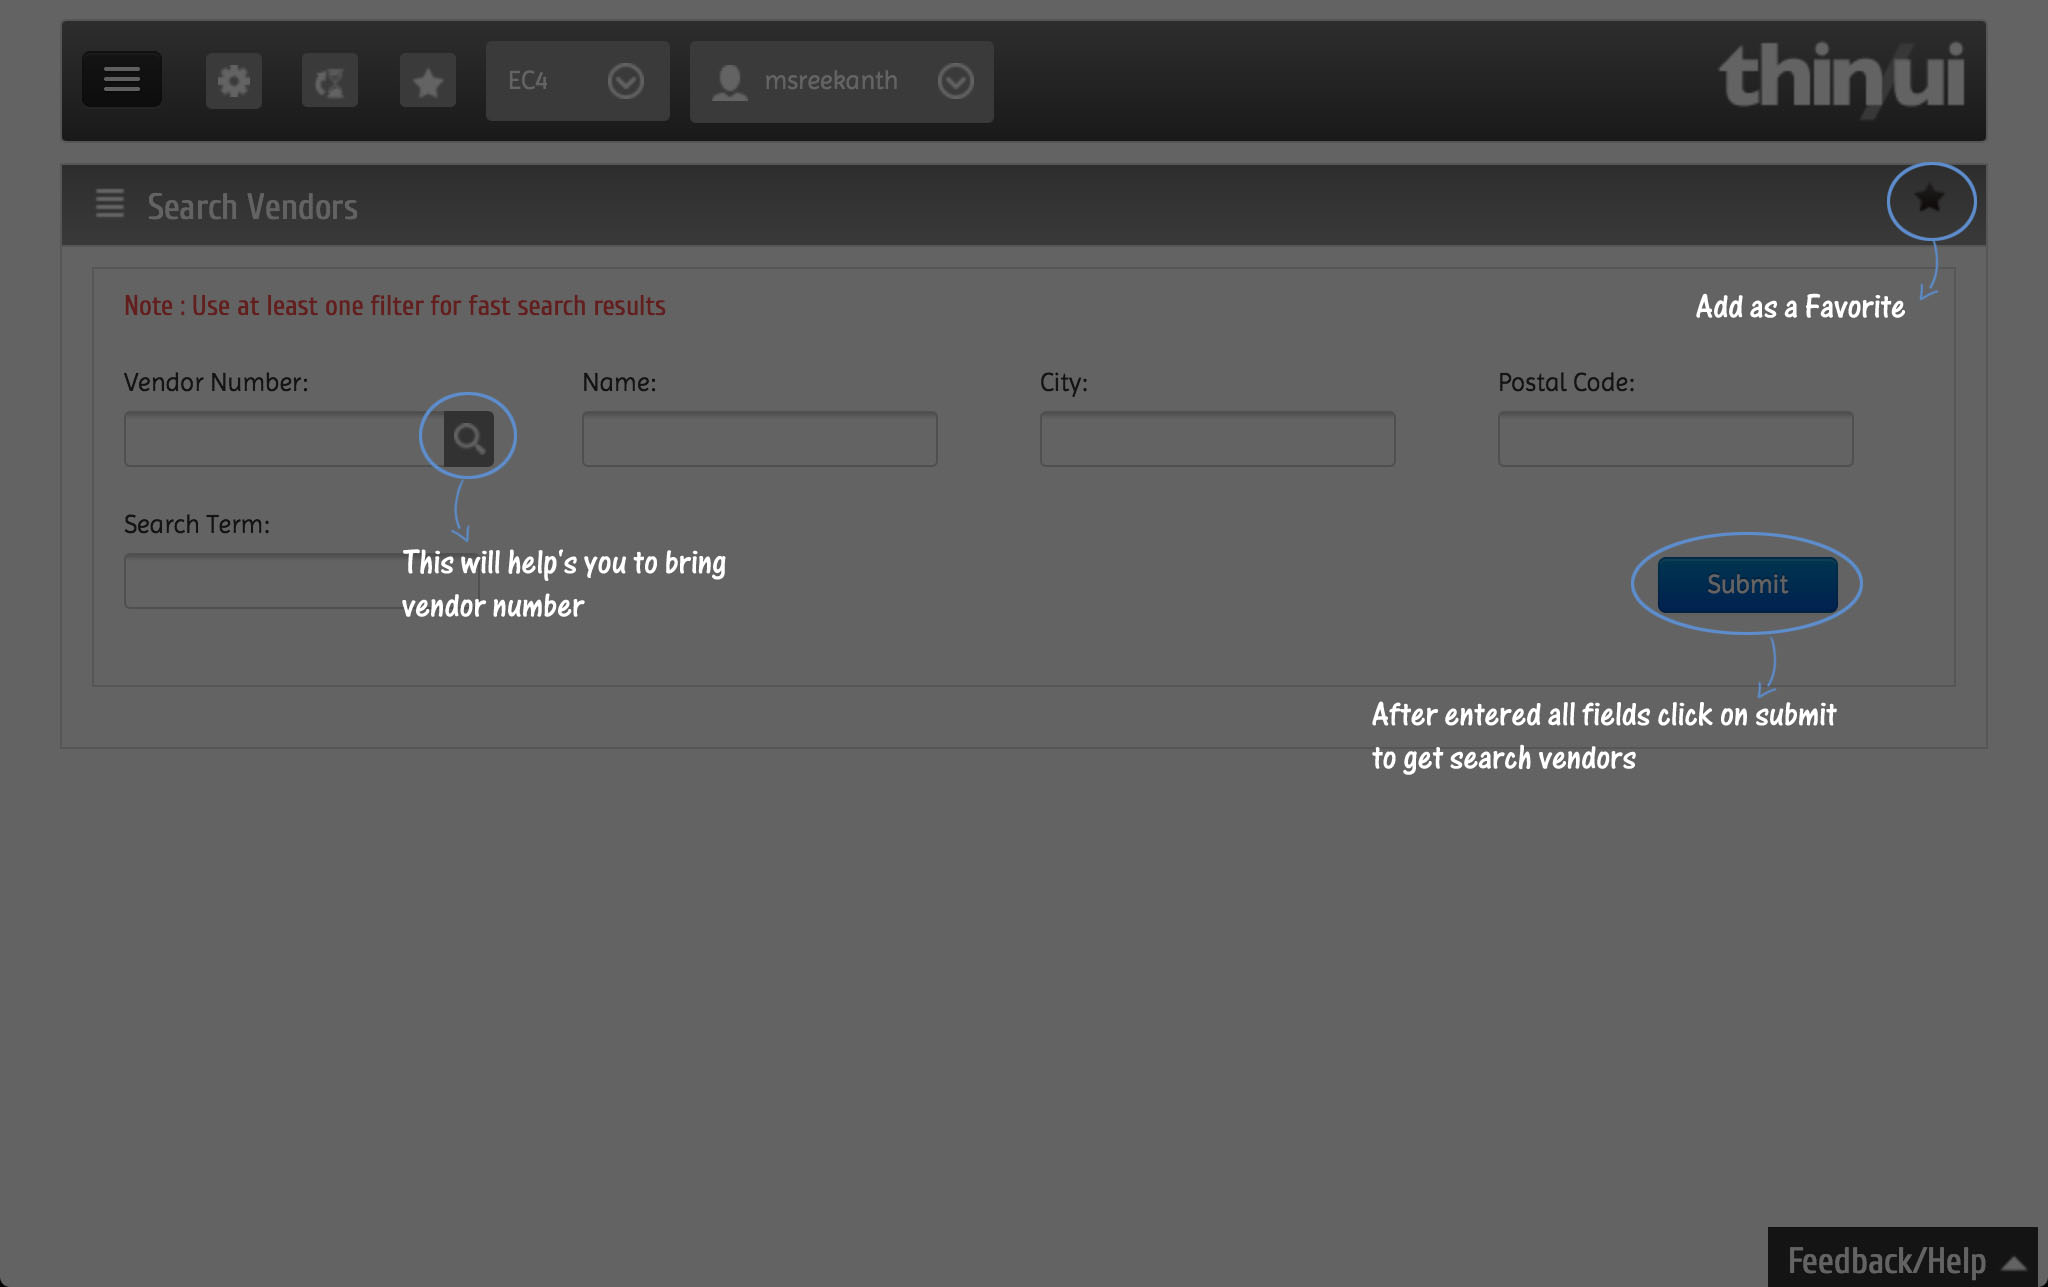 EC4
msreekanth
thin/ui
Search Vendors
Note : Use at least one filter for fast search results
Add as a Favorite
Vendor Number:
Name:
City:
Postal Code:
Search Term:
This will help's you to bring
vendor number
Submit
After entered all fields click on submit
to get search vendors
Feedback/Help